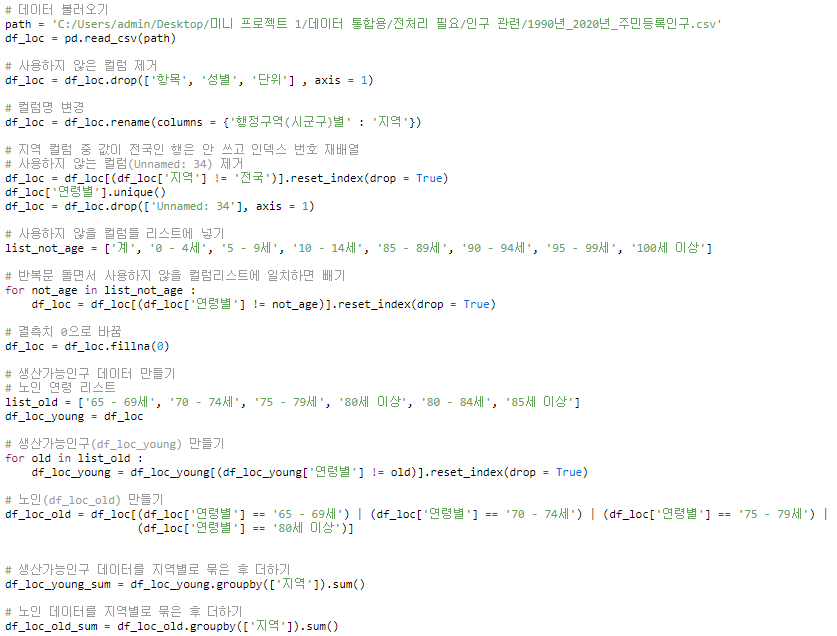 # 데이터 불러오기
path = 'C:/Users/admin/Desktop/미니 프로젝트 1/데이터 통합용/전처리 필요/인구 관련/1990년_2020년_주민등록인구.csv'
df_loc = pd.read_csv(path)
# 사용하지 않은 컬럼 제거
df_loc = df_loc.drop(['항목', '성별', '단위'] , axis = 1)
# 컬럼명 변경
df_loc = df_loc.rename(columns = {'행정구역(시군구)별' : '지역'})
# 지역 컬럼 중 값이 전국인 행은 안 쓰고 인덱스 번호 재배열
# 사용하지 않는 컬럼(Unnamed: 34) 제거
df_loc = df_loc[(df_loc['지역'] != '전국')].reset_index(drop = True)
df_loc['연령별'].unique()
df_loc = df_loc.drop(['Unnamed: 34'], axis = 1)
# 사용하지 않을 컬럼들 리스트에 넣기
list_not_age = ['계', '0 - 4세', '5 - 9세', '10 - 14세', '85 - 89세', '90 - 94세', '95 - 99세', '100세 이상']
# 반복문 돌면서 사용하지 않을 컬럼리스트에 일치하면 빼기
for not_age in list_not_age :
    df_loc = df_loc[(df_loc['연령별'] != not_age)].reset_index(drop = True)
# 결측치 0으로 바꿈
df_loc = df_loc.fillna(0)
# 생산가능인구 데이터 만들기
# 노인 연령 리스트
list_old = ['65 - 69세', '70 - 74세', '75 - 79세', '80세 이상', '80 - 84세', '85세 이상']
df_loc_young = df_loc
# 생산가능인구(df_loc_young) 만들기
for old in list_old :
    df_loc_young = df_loc_young[(df_loc_young['연령별'] != old)].reset_index(drop = True)
# 노인(df_loc_old) 만들기
df_loc_old = df_loc[(df_loc['연령별'] == '65 - 69세') | (df_loc['연령별'] == '70 - 74세') | (df_loc['연령별'] == '75 - 79세') |
                    (df_loc['연령별'] == '80세 이상')]
# 생산가능인구 데이터를 지역별로 묶은 후 더하기
df_loc_young_sum = df_loc_young.groupby(['지역']).sum()
# 노인 데이터를 지역별로 묶은 후 더하기
df_loc_old_sum = df_loc_old.groupby(['지역']).sum()